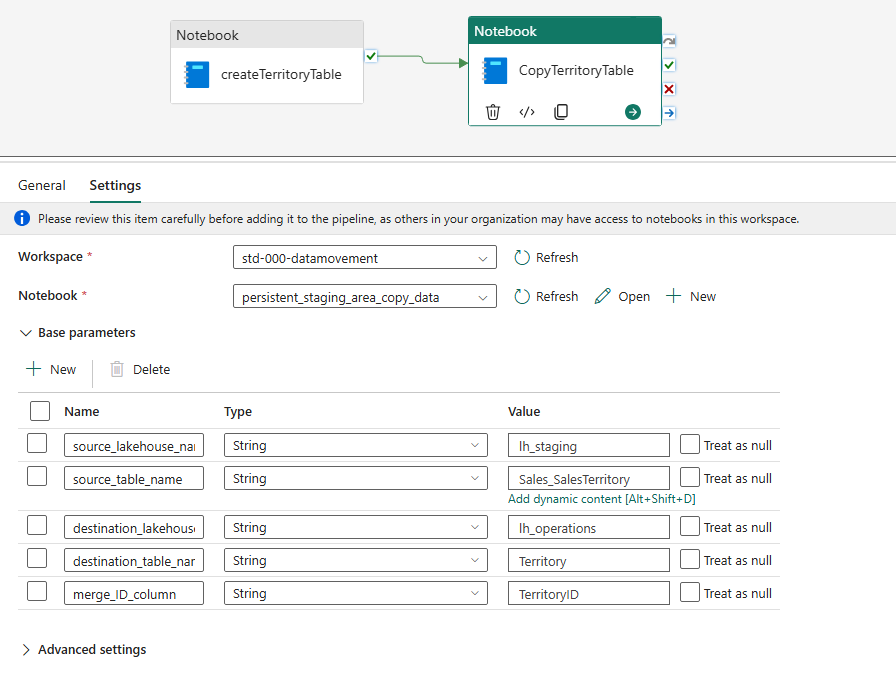 Notebook
createTerritoryTable
Notebook
CopyTerritoryTable
General
Settings
Please review this item carefully before adding it to the pipeline, as others in your organization may have access to notebooks in this workspace.
Workspace *
std-000-datamovement
Refresh
Notebook *
persistent_staging_area_copy_data
Refresh
Open
New
Base parameters
New
Delete
Name Type Value
source_lakehouse_nar String lh_staging Treat as null
source_table_name String Sales_SalesTerritory Treat as null
Add dynamic content [Alt+Shift+D]
destination_lakehouse String lh_operations Treat as null
destination_table_nar String Territory Treat as null
merge_ID_column String TerritoryID Treat as null
Advanced settings